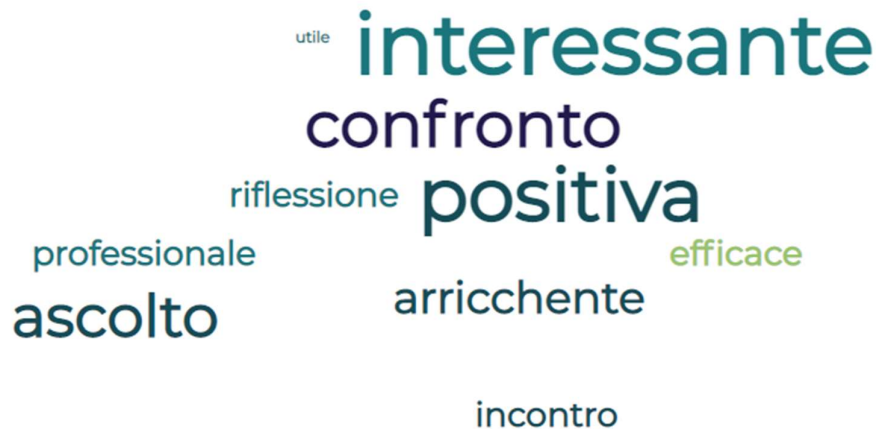 utile
interessante
confronto
riflessione
positiva
professionale
efficace
arricchente
ascolto
incontro